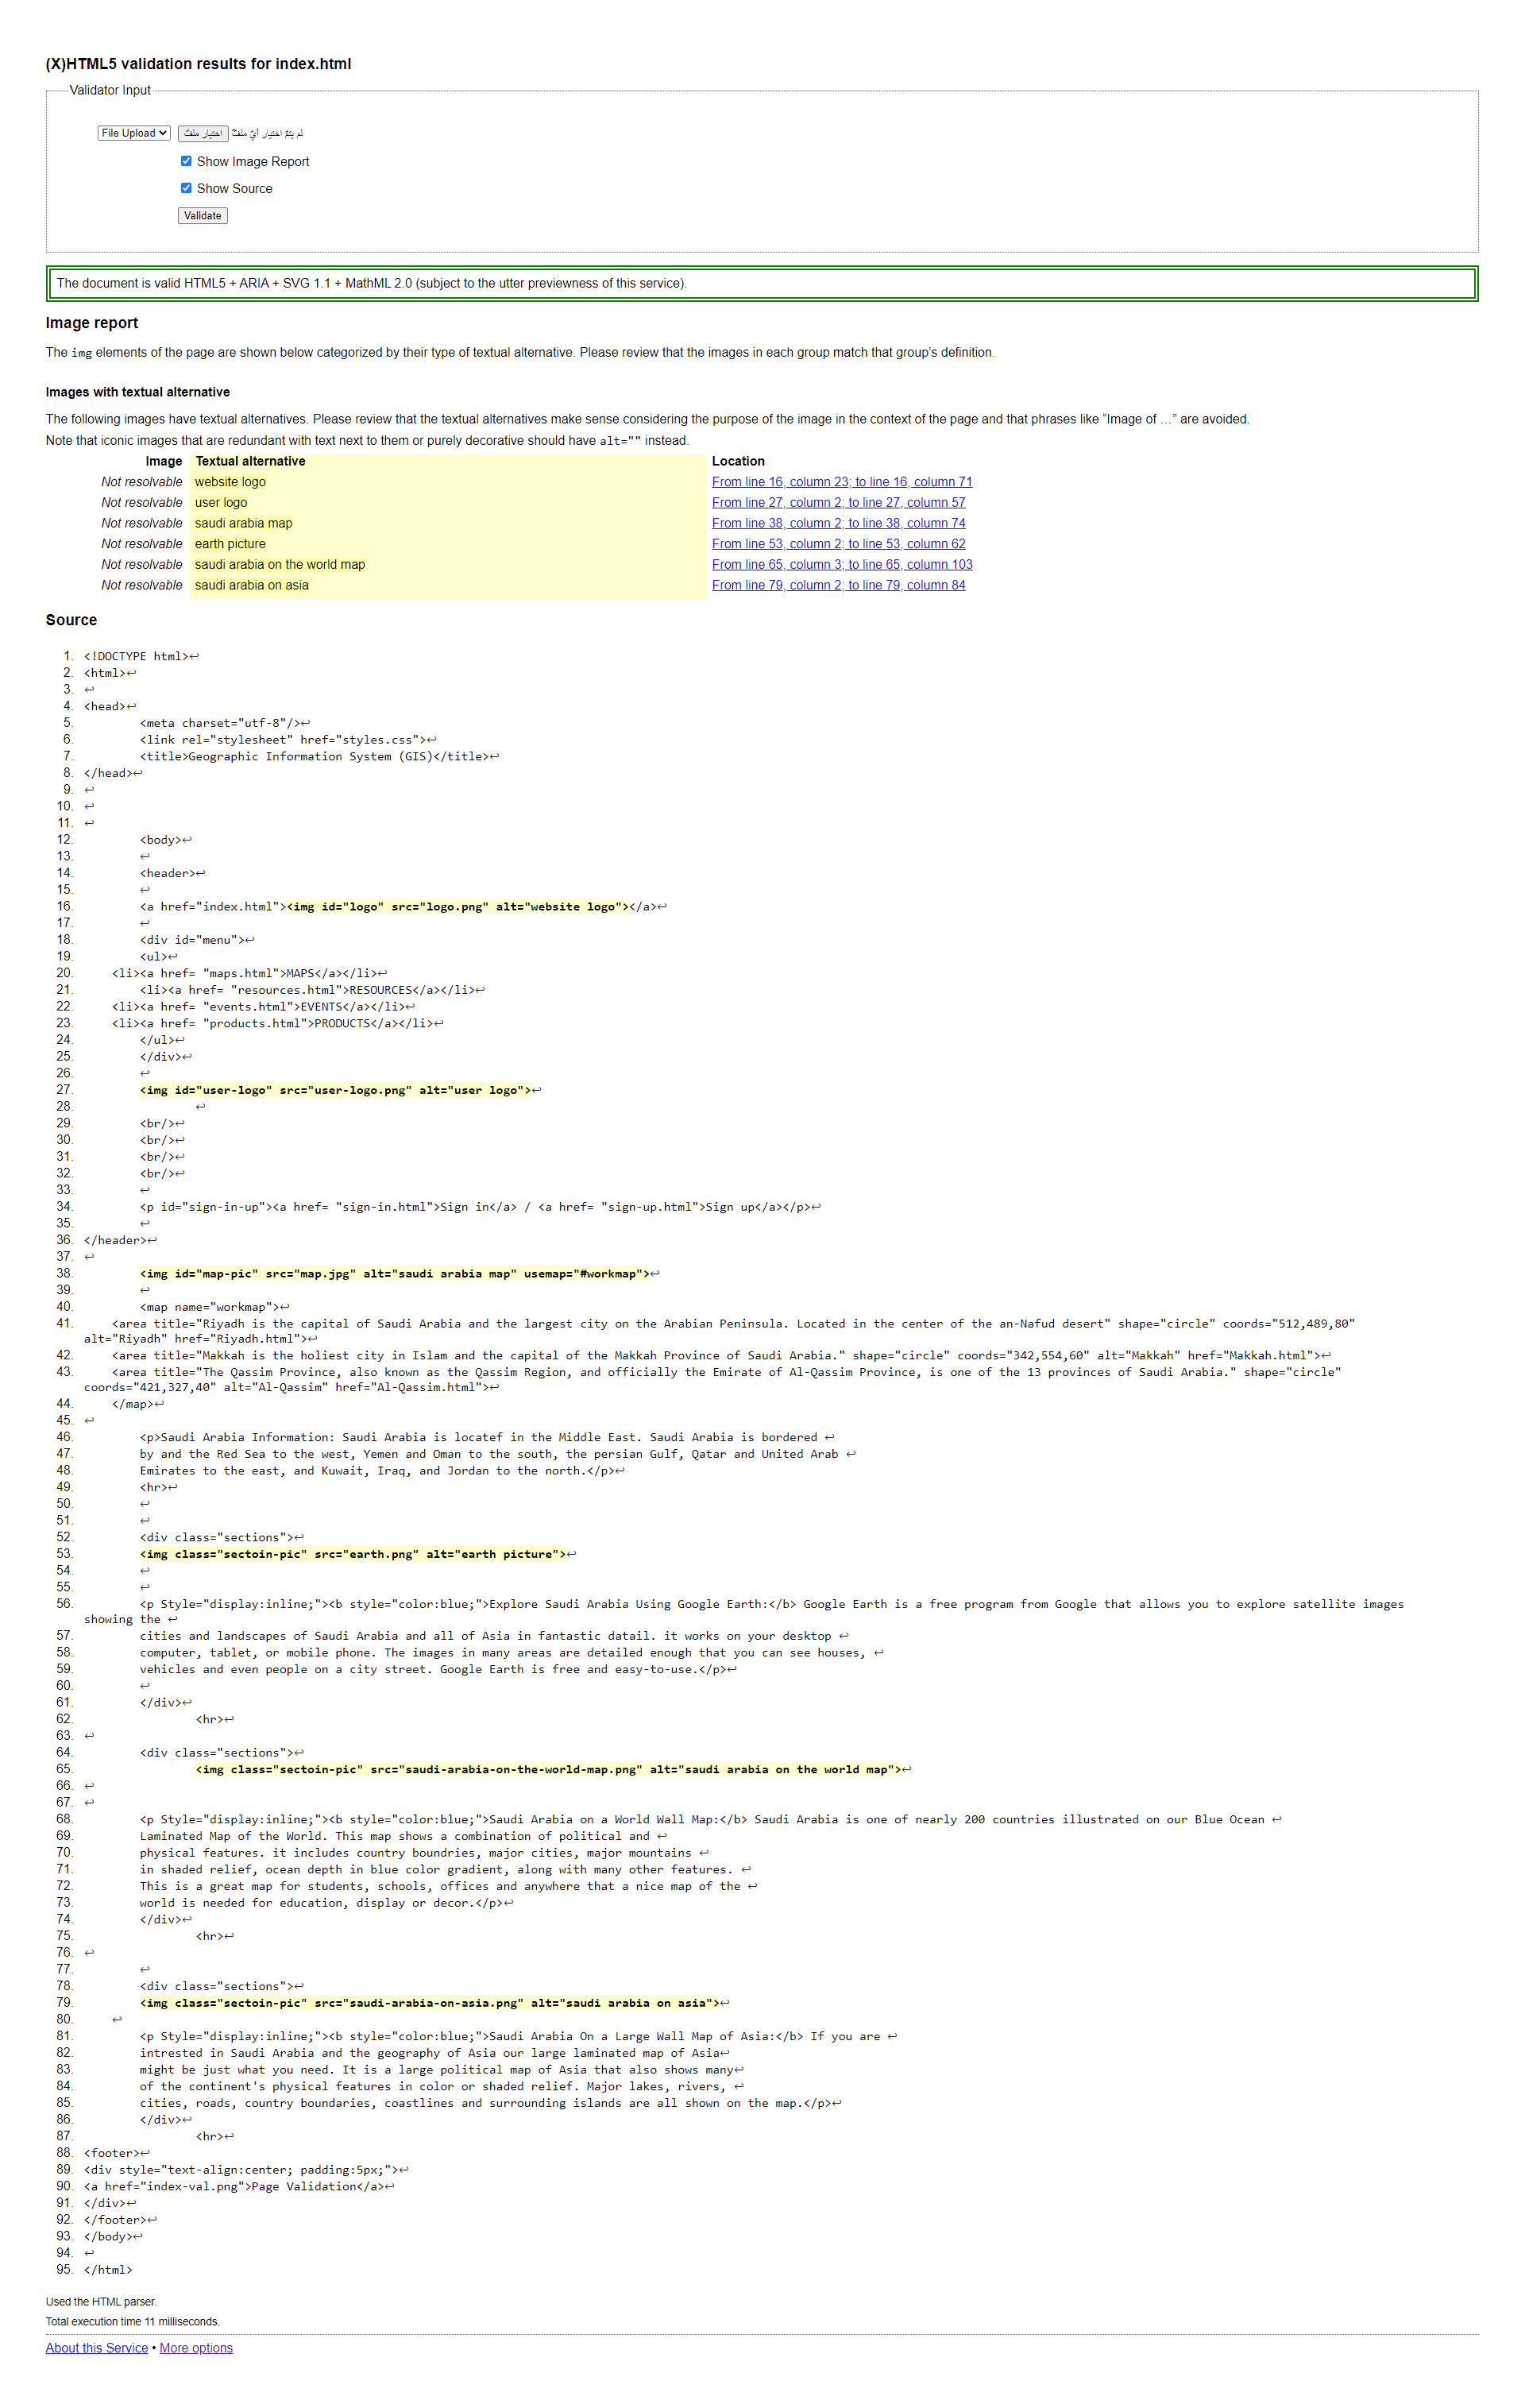 (X)HTML5 validation results for index.html
Validator Input
File Upload اختيار ملف لم يتمّ اختيار أيّ ملفّ
Show Image Report
Show Source
Validate
The document is valid HTML5 + ARIA + SVG 1.1 + MathML 2.0 (subject to the utter previewness of this service).
Image report
The img elements of the page are shown below categorized by their type of textual alternative. Please review that the images in each group match that group’s definition.
Images with textual alternative
The following images have textual alternatives. Please review that the textual alternatives make sense considering the purpose of the image in the context of the page and that phrases like “Image of …” are avoided.
Note that iconic images that are redundant with text next to them or purely decorative should have alt="" instead.
Image Textual alternative Location
Not resolvable website logo From line 16, column 23; to line 16, column 71
Not resolvable user logo From line 27, column 2; to line 27, column 57
Not resolvable saudi arabia map From line 38, column 2; to line 38, column 74
Not resolvable earth picture From line 53, column 2; to line 53, column 62
Not resolvable saudi arabia on the world map From line 65, column 3; to line 65, column 103
Not resolvable saudi arabia on asia From line 79, column 2; to line 79, column 84
Source
1. <!DOCTYPE html>↩
2. <html>↩
3. ↩
4. <head>↩
5. <meta charset="utf-8"/>↩
6. <link rel="stylesheet" href="styles.css">↩
7. <title>Geographic Information System (GIS)</title>↩
8. </head>↩
9. ↩
10. ↩
11. ↩
12. <body>↩
13. ↩
14. <header>↩
15. ↩
16. <a href="index.html"><img id="logo" src="logo.png" alt="website logo"></a>↩
17. ↩
18. <div id="menu">↩
19. <ul>↩
20. <li><a href= "maps.html">MAPS</a></li>↩
21. <li><a href= "resources.html">RESOURCES</a></li>↩
22. <li><a href= "events.html">EVENTS</a></li>↩
23. <li><a href= "products.html">PRODUCTS</a></li>↩
24. </ul>↩
25. </div>↩
26. ↩
27. <img id="user-logo" src="user-logo.png" alt="user logo">↩
28. ↩
29. <br/>↩
30. <br/>↩
31. <br/>↩
32. <br/>↩
33. ↩
34. <p id="sign-in-up"><a href= "sign-in.html">Sign in</a> / <a href= "sign-up.html">Sign up</a></p>↩
35. ↩
36. </header>↩
37. ↩
38. <img id="map-pic" src="map.jpg" alt="saudi arabia map" usemap="#workmap">↩
39. ↩
40. <map name="workmap">↩
41. <area title="Riyadh is the capital of Saudi Arabia and the largest city on the Arabian Peninsula. Located in the center of the an-Nafud desert" shape="circle" coords="512,489,80"
alt="Riyadh" href="Riyadh.html">↩
42. <area title="Makkah is the holiest city in Islam and the capital of the Makkah Province of Saudi Arabia." shape="circle" coords="342,554,60" alt="Makkah" href="Makkah.html">↩
43. <area title="The Qassim Province, also known as the Qassim Region, and officially the Emirate of Al-Qassim Province, is one of the 13 provinces of Saudi Arabia." shape="circle"
coords="421,327,40" alt="Al-Qassim" href="Al-Qassim.html">↩
44. </map>↩
45. ↩
46. <p>Saudi Arabia Information: Saudi Arabia is locatef in the Middle East. Saudi Arabia is bordered ↩
47. by and the Red Sea to the west, Yemen and Oman to the south, the persian Gulf, Qatar and United Arab ↩
48. Emirates to the east, and Kuwait, Iraq, and Jordan to the north.</p>↩
49. <hr>↩
50. ↩
51. ↩
52. <div class="sections">↩
53. <img class="sectoin-pic" src="earth.png" alt="earth picture">↩
54. ↩
55. ↩
56. <p Style="display:inline;"><b style="color:blue;">Explore Saudi Arabia Using Google Earth:</b> Google Earth is a free program from Google that allows you to explore satellite images
showing the ↩
57. cities and landscapes of Saudi Arabia and all of Asia in fantastic datail. it works on your desktop ↩
58. computer, tablet, or mobile phone. The images in many areas are detailed enough that you can see houses, ↩
59. vehicles and even people on a city street. Google Earth is free and easy-to-use.</p>↩
60. ↩
61. </div>↩
62. <hr>↩
63. ↩
64. <div class="sections">↩
65. <img class="sectoin-pic" src="saudi-arabia-on-the-world-map.png" alt="saudi arabia on the world map">↩
66. ↩
67. ↩
68. <p Style="display:inline;"><b style="color:blue;">Saudi Arabia on a World Wall Map:</b> Saudi Arabia is one of nearly 200 countries illustrated on our Blue Ocean ↩
69. Laminated Map of the World. This map shows a combination of political and ↩
70. physical features. it includes country boundries, major cities, major mountains ↩
71. in shaded relief, ocean depth in blue color gradient, along with many other features. ↩
72. This is a great map for students, schools, offices and anywhere that a nice map of the ↩
73. world is needed for education, display or decor.</p>↩
74. </div>↩
75. <hr>↩
76. ↩
77. ↩
78. <div class="sections">↩
79. <img class="sectoin-pic" src="saudi-arabia-on-asia.png" alt="saudi arabia on asia">↩
80. ↩
81. <p Style="display:inline;"><b style="color:blue;">Saudi Arabia On a Large Wall Map of Asia:</b> If you are ↩
82. intrested in Saudi Arabia and the geography of Asia our large laminated map of Asia↩
83. might be just what you need. It is a large political map of Asia that also shows many↩
84. of the continent's physical features in color or shaded relief. Major lakes, rivers, ↩
85. cities, roads, country boundaries, coastlines and surrounding islands are all shown on the map.</p>↩
86. </div>↩
87. <hr>↩
88. <footer>↩
89. <div style="text-align:center; padding:5px;">↩
90. <a href="index-val.png">Page Validation</a>↩
91. </div>↩
92. </footer>↩
93. </body>↩
94. ↩
95. </html>
Used the HTML parser.
Total execution time 11 milliseconds.
About this Service • More options